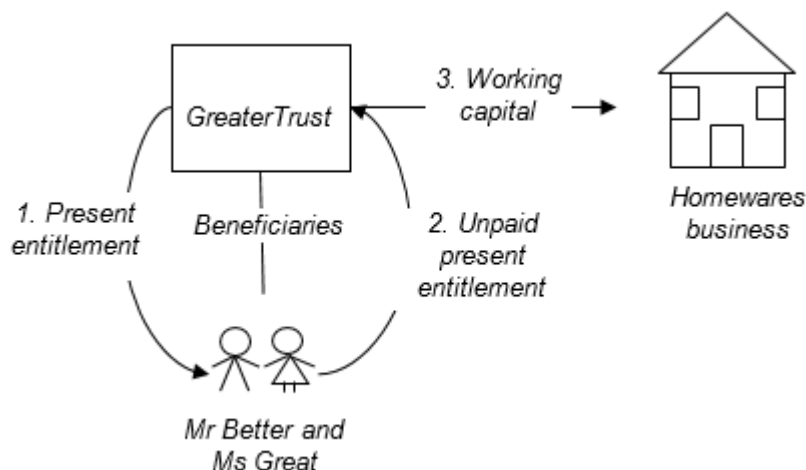 GreaterTrust
3. Working
capital
1. Present
entitlement
Beneficiaries
2. Unpaid
present
entitlement
Homewares
business
Mr Better and
Ms Great